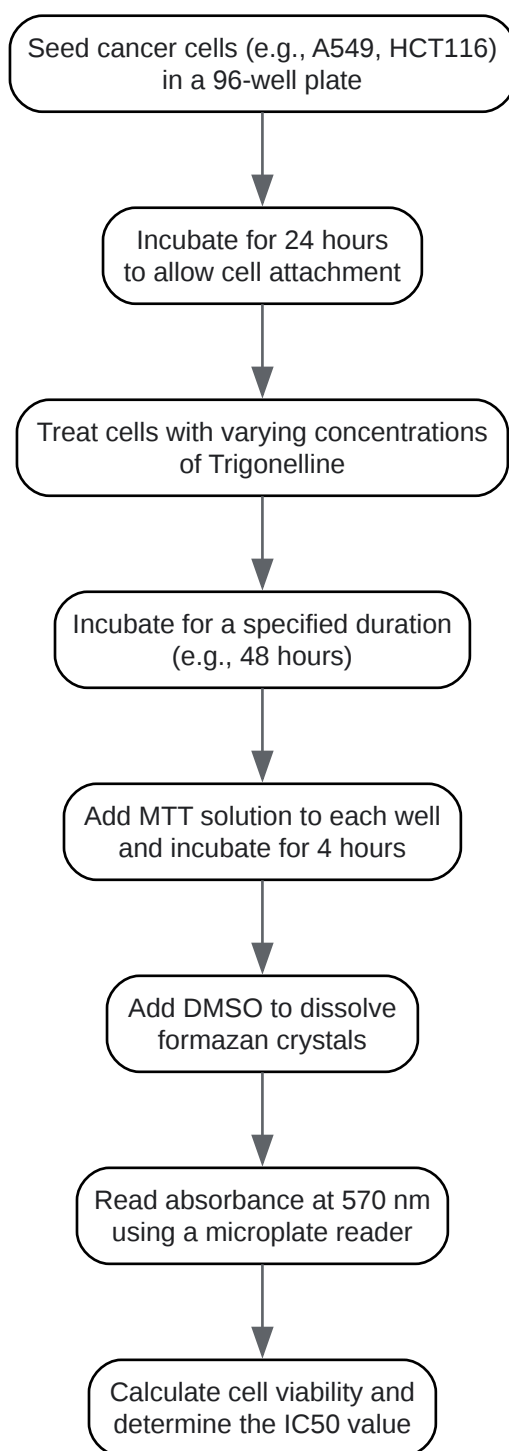 Seed cancer cells (e.g., A549, HCT116)
in a 96-well plate
Incubate for 24 hours
to allow cell attachment
Treat cells with varying concentrations
of Trigonelline
Incubate for a specified duration
(e.g., 48 hours)
Add MTT solution to each well
and incubate for 4 hours
Add DMSO to dissolve
formazan crystals
Read absorbance at 570 nm
using a microplate reader
Calculate cell viability and
determine the IC50 value